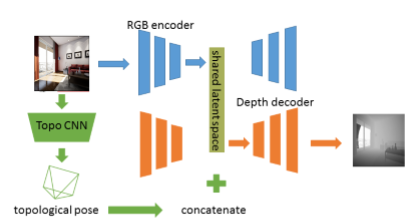 RGB encoder
shared latent space
Depth decoder
Topo CNN
topological pose
concatenate